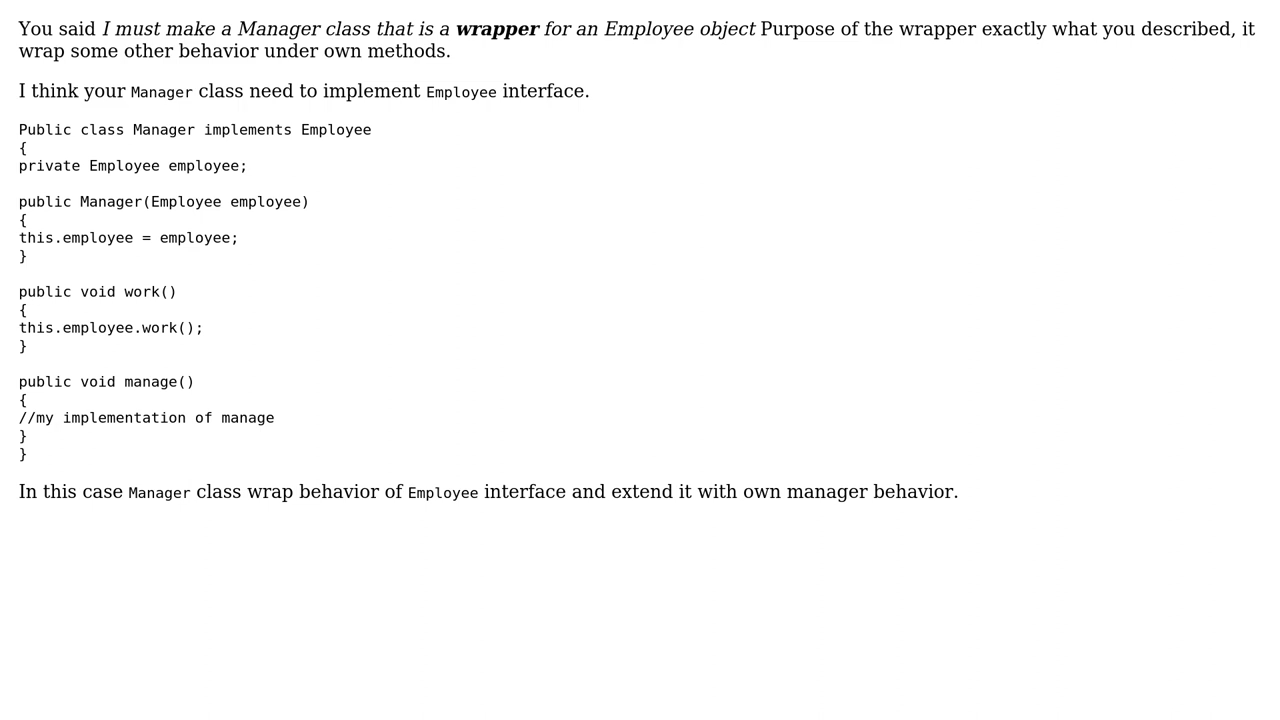 You said I must make a Manager class that is a wrapper for an Employee object Purpose of the wrapper exactly what you described, it
wrap some other behavior under own methods.
I think your Manager class need to implement Employee interface.
Public class Manager implements Employee
{
private Employee employee;
public Manager(Employee employee)
{
this.employee = employee;
}
public void work()
{
this.employee.work();
}
public void manage()
{
//my implementation of manage
}
}
In this case Manager class wrap behavior of Employee interface and extend it with own manager behavior.